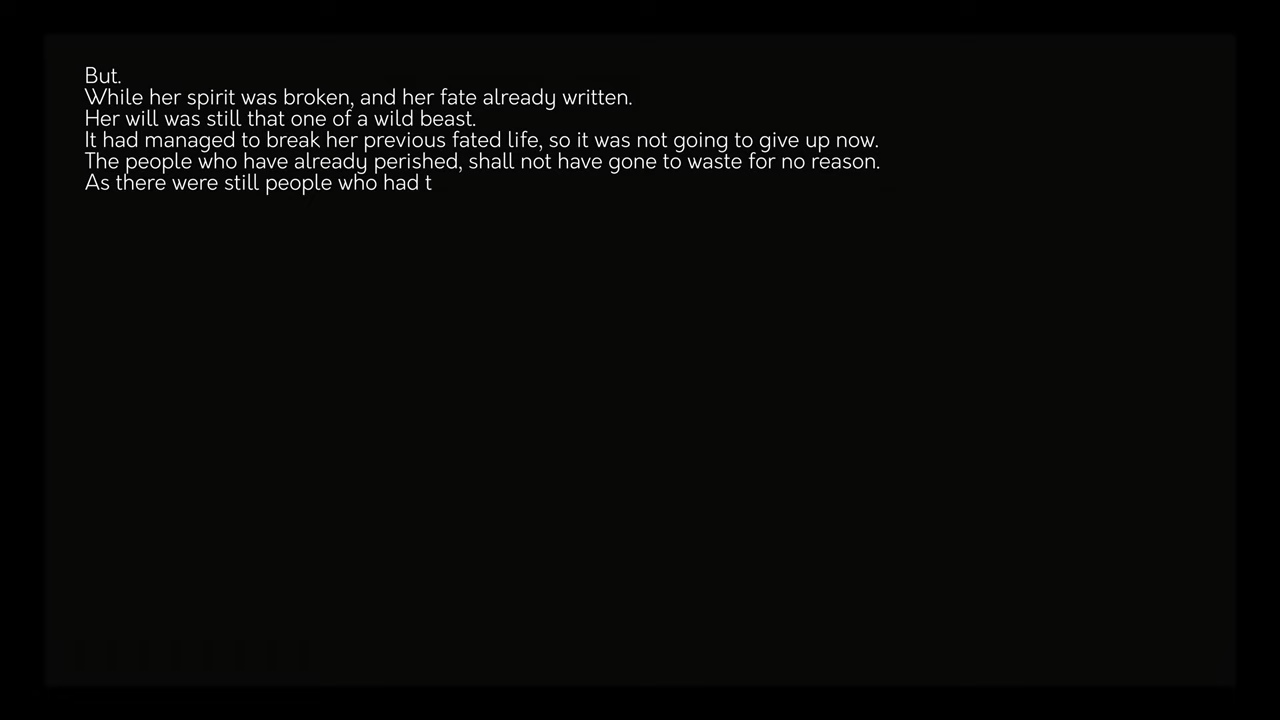 But.
While her spirit was broken, and her fate already written.
Her will was still that one of a wild beast.
It had managed to break her previous fated life, so it was not going to give up now.
The people who have already perished, shall not have gone to waste for no reason.
As there were still people who had t